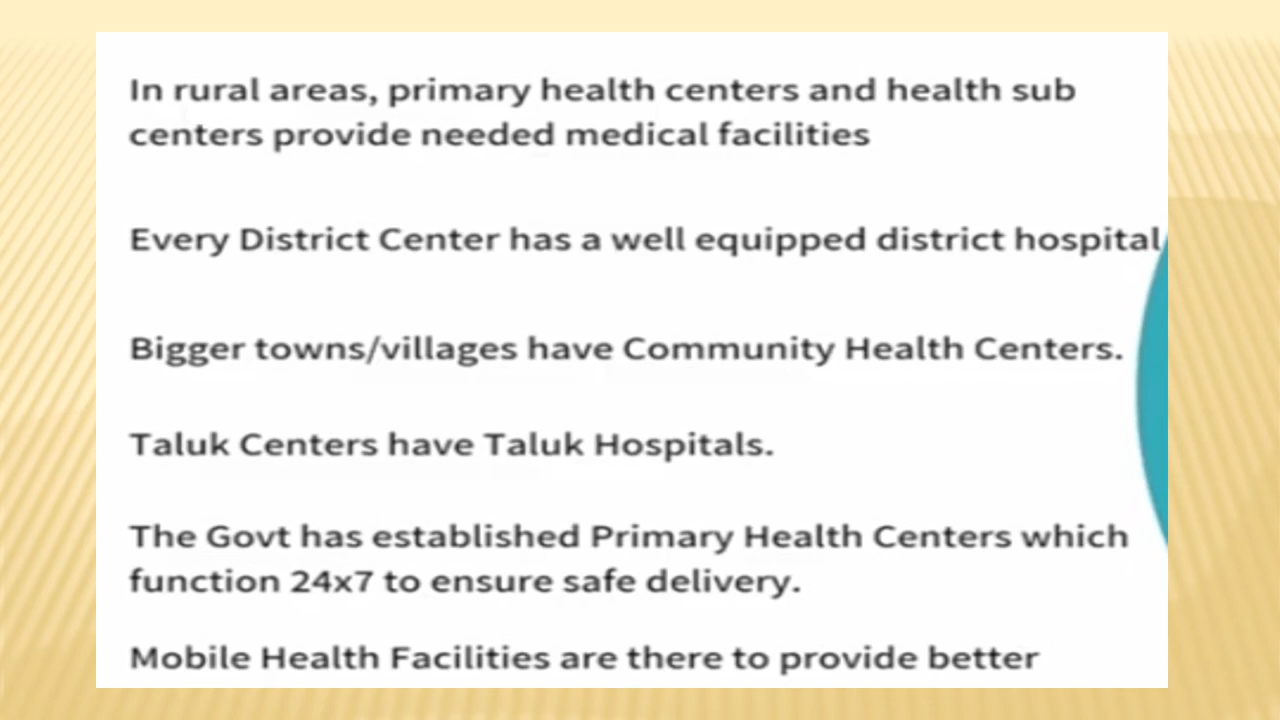 In rural areas, primary health centers and health sub
centers provide needed medical facilities
Every District Center has a well equipped district hospital.
Bigger towns/villages have Community Health Centers.
Taluk Centers have Taluk Hospitals.
The Govt has established Primary Health Centers which
function 24x7 to ensure safe delivery.
Mobile Health Facilities are there to provide better